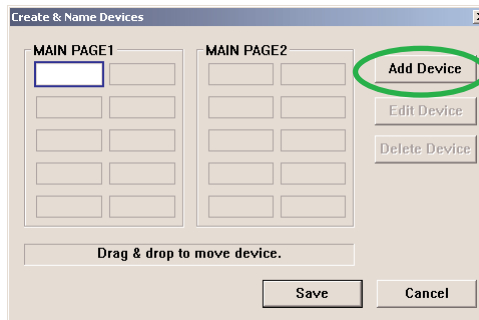 Create & Name Devices
MAIN PAGE1
MAIN PAGE2
Add Device
Edit Device
Delete Device
Drag & drop to move device.
Save
Cancel